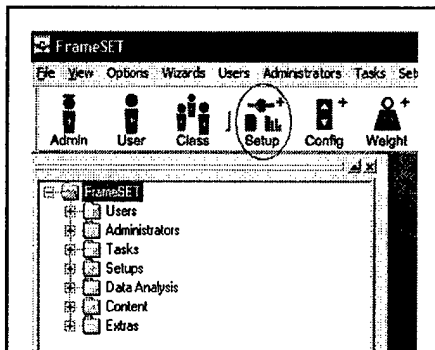 FrameSET
File View Options Wizards Users Administrators Tasks Set
Admin User Class Setup Config Weight
FrameSET
Users
Administrators
Tasks
Setups
Data Analysis
Content
Extras